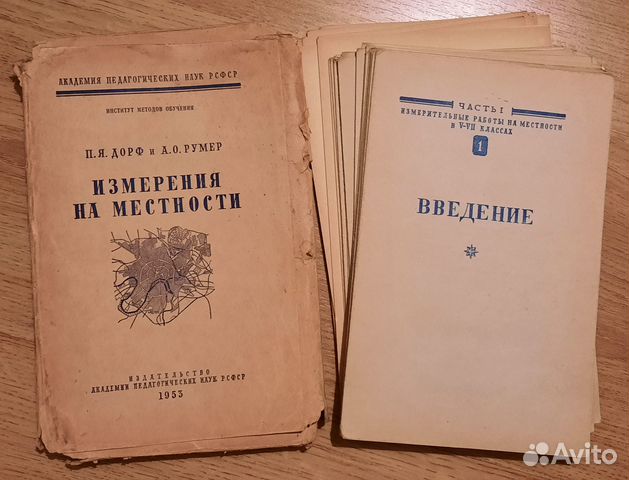 АКАДЕМИЯ ПЕДАГОГИЧЕСКИХ НАУК РСФСР
ИНСТИТУТ МЕТОДОВ ОБУЧЕНИЯ
П.Я. ДОРФ и А.О. РУМЕР
ИЗМЕРЕНИЯ
НА МЕСТНОСТИ
ИЗДАТЕЛЬСТВО
АКАДЕМИИ ПЕДАГОГИЧЕСКИХ НАУК РСФСР
1953
ЧАСТЬ I
ИЗМЕРИТЕЛЬНЫЕ РАБОТЫ НА МЕСТНОСТИ
в V-VII КЛАССАХ
1
ВВЕДЕНИЕ
Avito